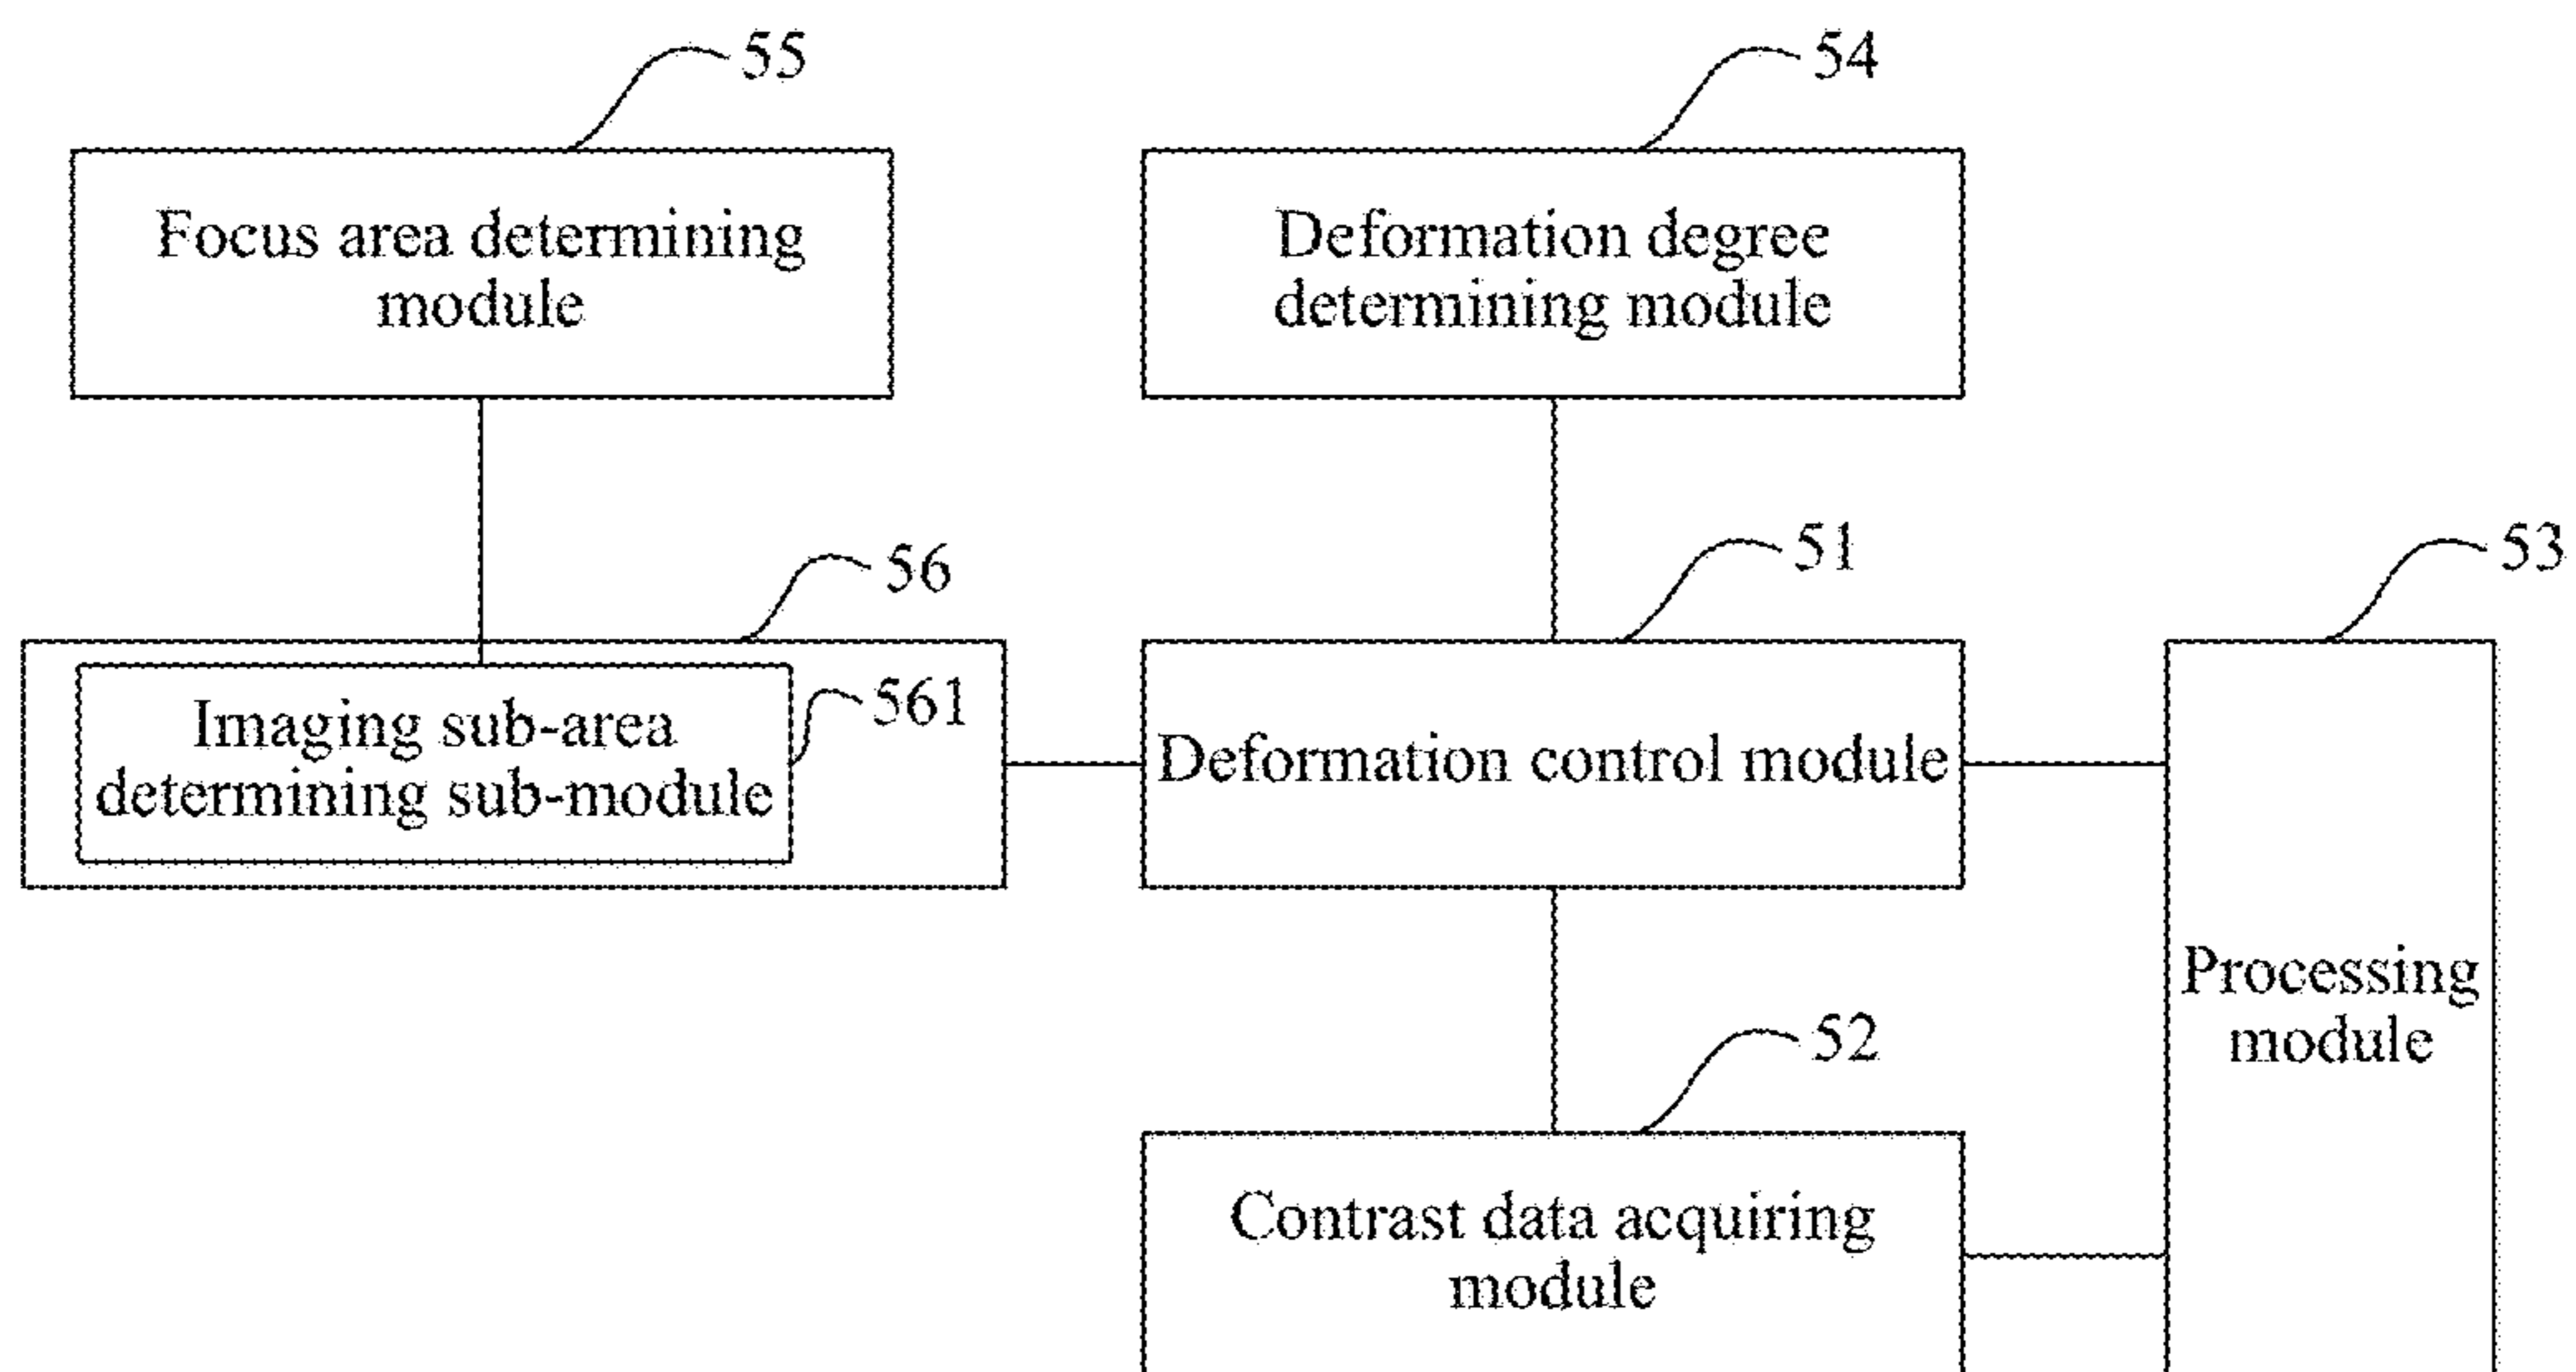 55
54
Focus area determining
module
Deformation degree
determining module
56
51
53
Imaging sub-area
determining sub-module
561
Deformation control module
Processing
module
52
Contrast data acquiring
module